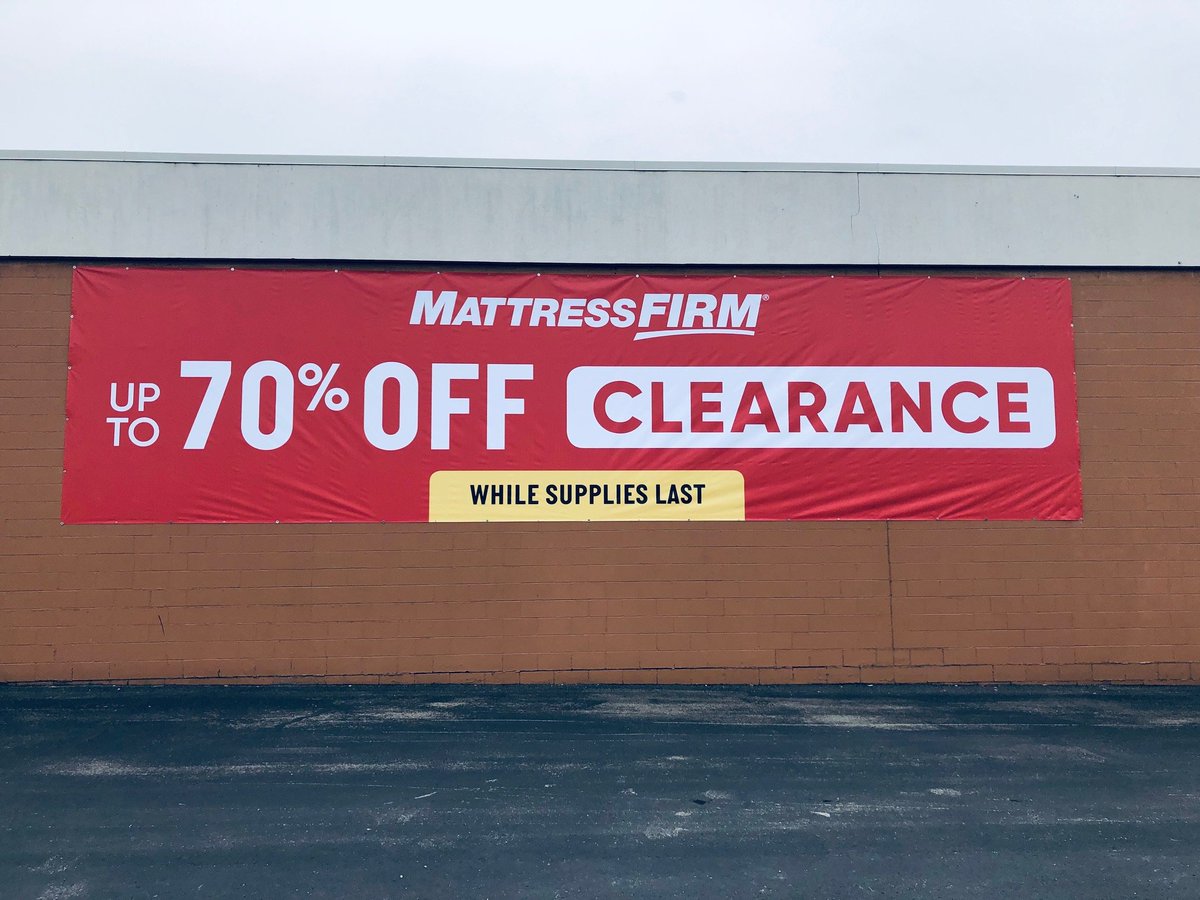 MATTRESSFIRM®
UP TO 70% OFF CLEARANCE
WHILE SUPPLIES LAST